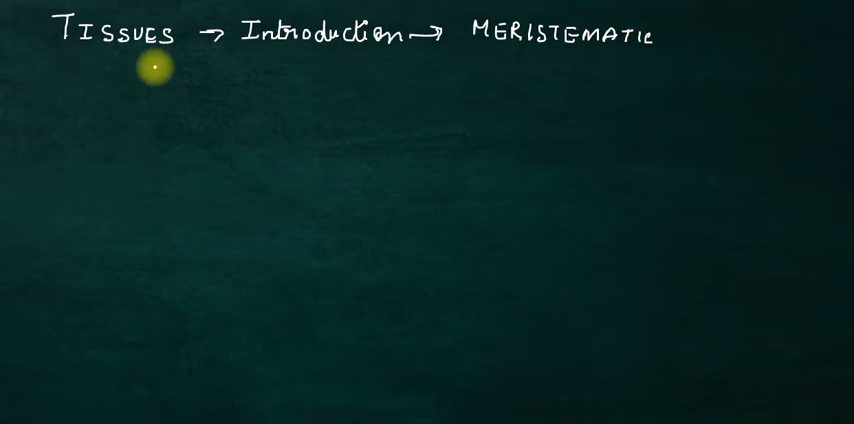 TISSUES → Introduction → MERISTEMATIC